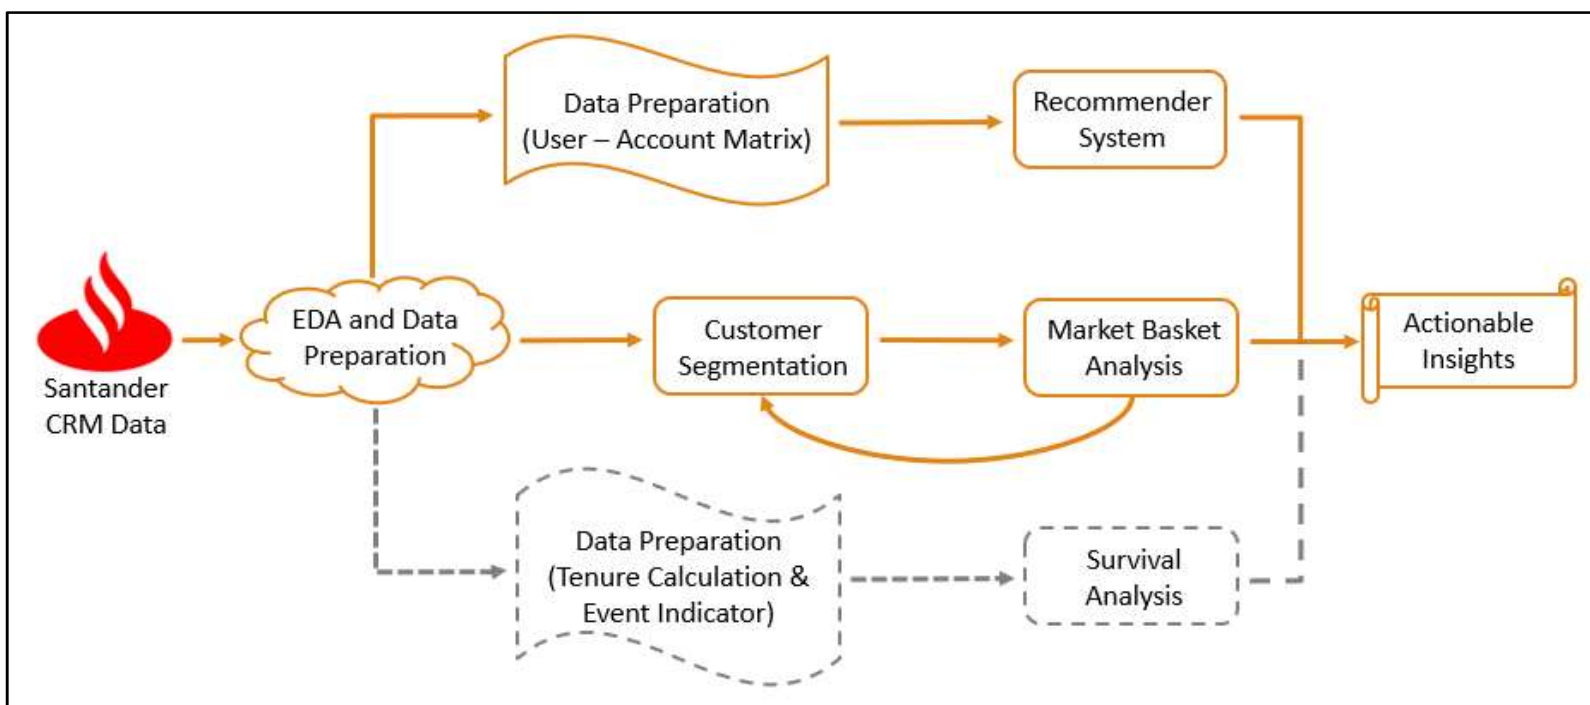 Data Preparation
(User – Account Matrix)
Recommender
System
Santander
CRM Data
EDA and Data
Preparation
Customer
Segmentation
Market Basket
Analysis
Actionable
Insights
Data Preparation
(Tenure Calculation &
Event Indicator)
Survival
Analysis